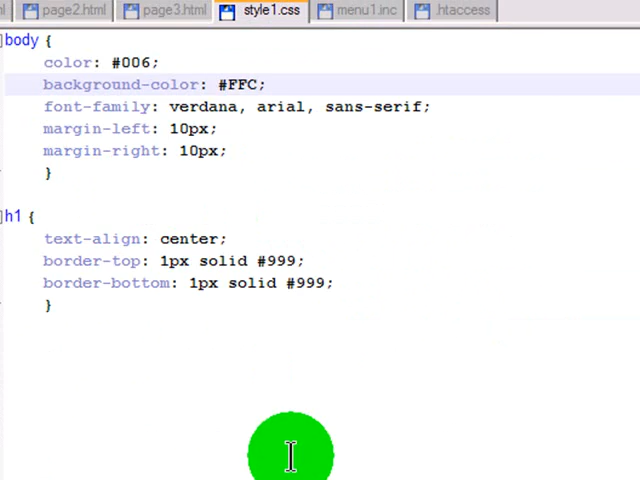 page2.html page3.html style1.css menu1.inc .htaccess
body {
color: #006;
background-color: #FFC;
font-family: verdana, arial, sans-serif;
margin-left: 10px;
margin-right: 10px;
}
h1 {
text-align: center;
border-top: 1px solid #999;
border-bottom: 1px solid #999;
}